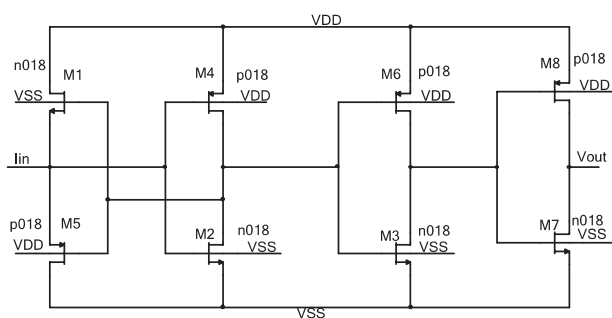 VDD
n018
M1
M4
p018
M6
p018
M8
p018
VSS
VDD
VDD
VDD
Iin
Vout
p018
M5
M2
n018
M3
n018
M7
n018
VDD
VSS
VSS
VSS
VSS